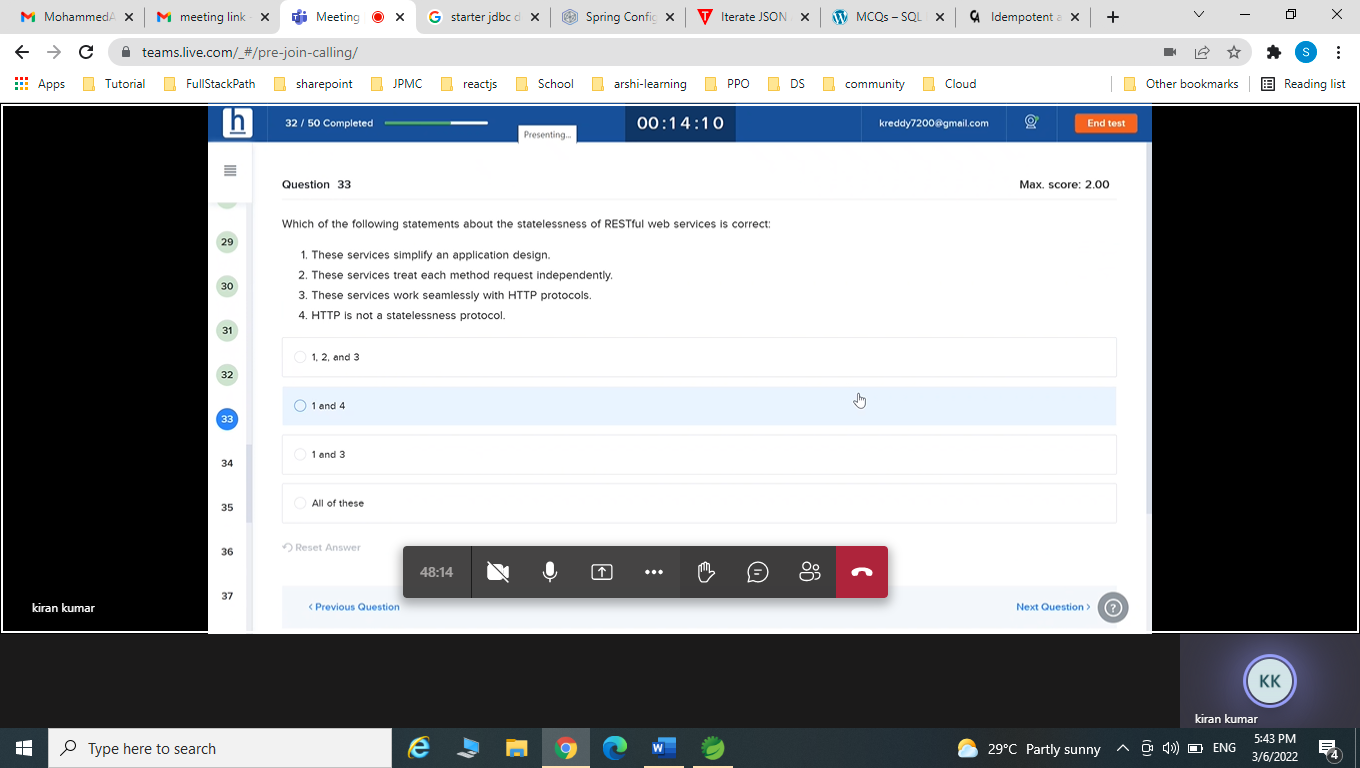 MohammedA
meeting link -
Meeting
starter jdbc d
Spring Config
Iterate JSON
MCQs – SQL
Idempotent a
teams.live.com/_#/pre-join-calling/
S
Apps
Tutorial
FullStackPath
sharepoint
JPMC
reactjs
School
arshi-learning
PPO
DS
community
Cloud
Other bookmarks
Reading list
h
32 / 50 Completed
Presenting...
00:14:10
kreddy7200@gmail.com
End test
Question 33
Max. score: 2.00
Which of the following statements about the statelessness of RESTful web services is correct:
1. These services simplify an application design.
2. These services treat each method request independently.
3. These services work seamlessly with HTTP protocols.
4. HTTP is not a statelessness protocol.
29
30
31
32
33
34
35
36
37
1, 2, and 3
1 and 4
1 and 3
All of these
Reset Answer
48:14
< Previous Question
Next Question >
?
kiran kumar
KK
kiran kumar
Type here to search
29°C Partly sunny
ENG
5:43 PM
3/6/2022
4